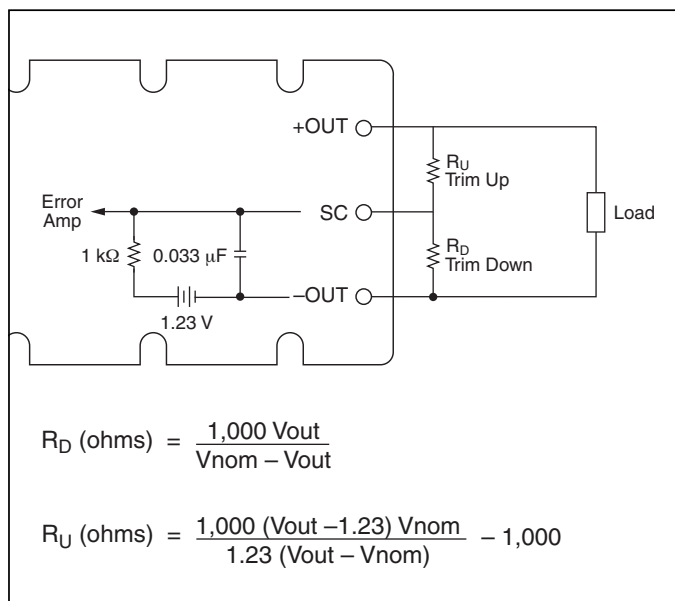 +OUT
R_U
Trim Up
Error
Amp
SC
Load
1 kΩ
0.033 μF
R_D
Trim Down
–OUT
1.23 V
R_D (ohms) = 1,000 Vout / Vnom – Vout
R_U (ohms) = 1,000 (Vout –1.23) Vnom / 1.23 (Vout – Vnom) – 1,000